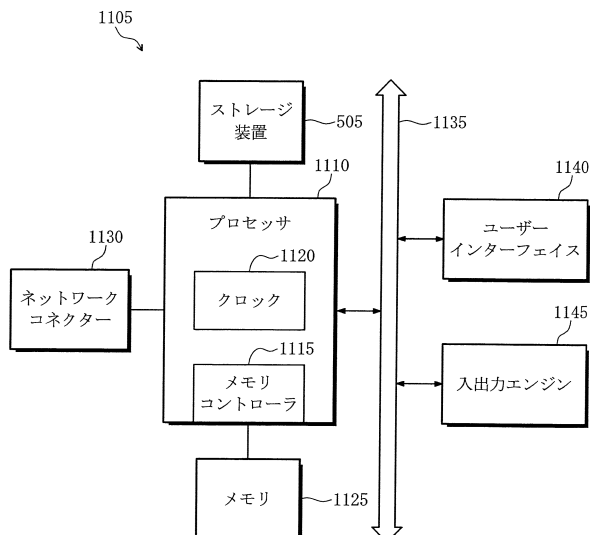 1105
ストレージ
装置
505
1135
1110
プロセッサ
1140
ユーザー
インターフェイス
1130
ネットワーク
コネクター
1120
クロック
1115
メモリ
コントローラ
1145
入出力エンジン
メモリ
1125